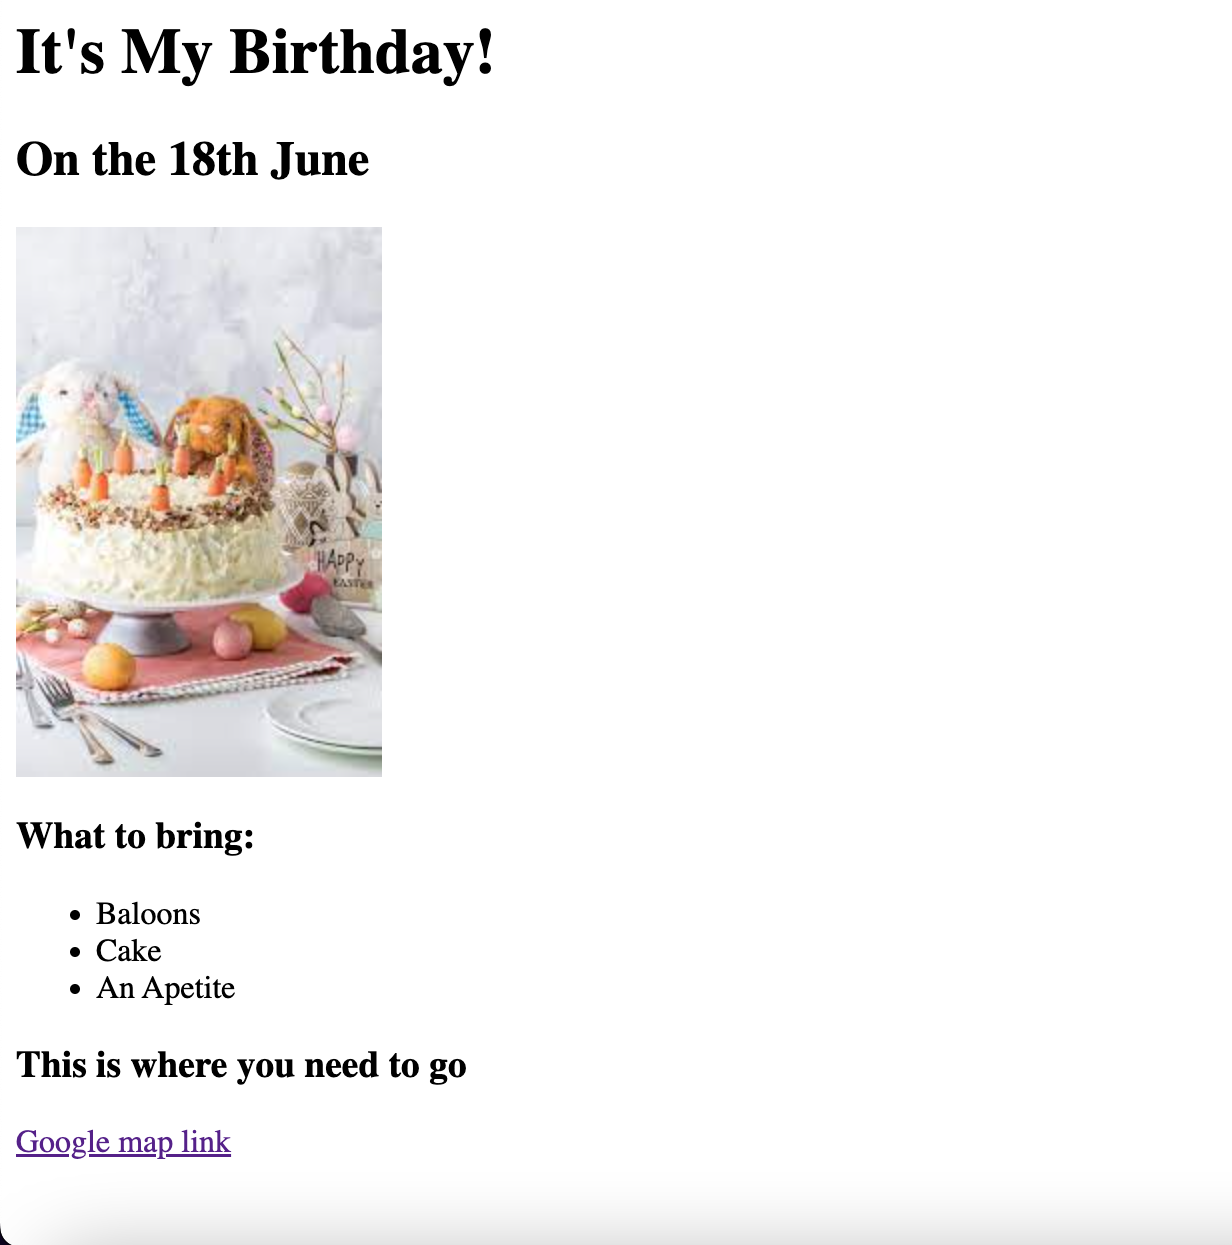 It's My Birthday!
On the 18th June
HAPPY
EASTER
What to bring:
Baloons
Cake
An Apetite
This is where you need to go
Google map link